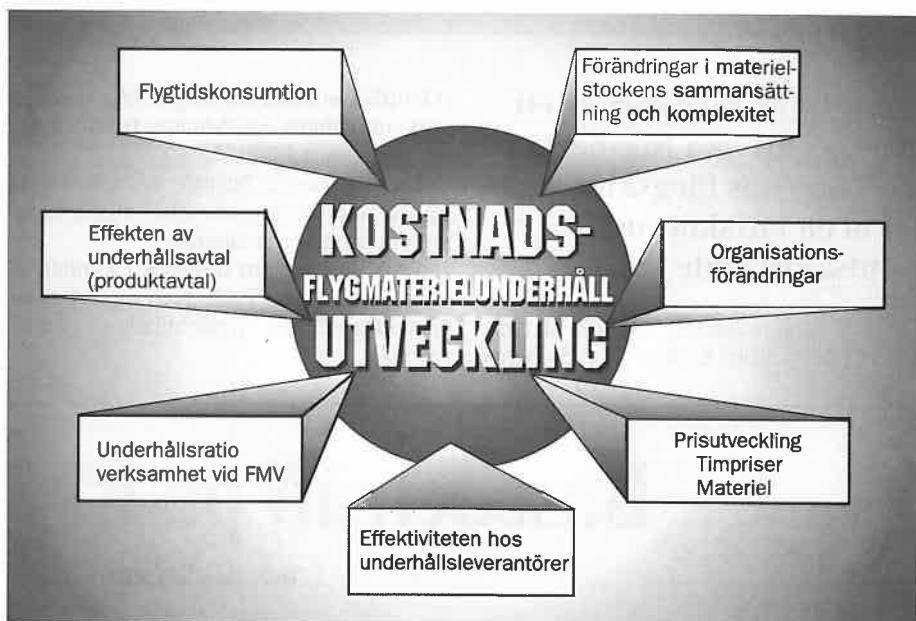 Flygtidskonsumtion
Förändringar i materiel-
stockens sammansätt-
ning och komplexitet
KOSTNADS-
FLYGMATERIELUNDERHÅLL
UTVECKLING
Effekten av
underhållsavtal
(produktavtal)
Organisations-
förändringar
Underhållsratio
verksamhet vid FMV
Prisutveckling
Timpriser
Materiel
Effektiviteten hos
underhållsleverantörer